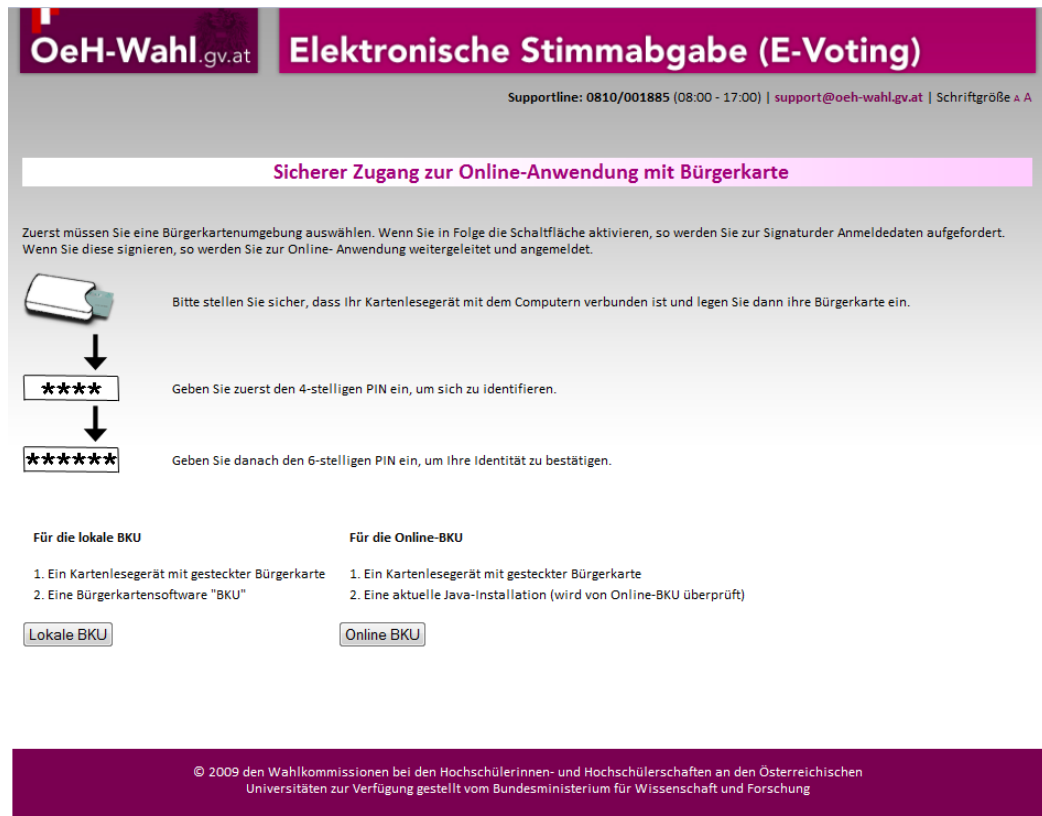 OeH-Wahl.gv.at
Elektronische Stimmabgabe (E-Voting)
Supportline: 0810/001885 (08:00 - 17:00) | support@oeh-wahl.gv.at | Schriftgröße A A
Sicherer Zugang zur Online-Anwendung mit Bürgerkarte
Zuerst müssen Sie eine Bürgerkartenumgebung auswählen. Wenn Sie in Folge die Schaltfläche aktivieren, so werden Sie zur Signaturder Anmeldedaten aufgefordert.
Wenn Sie diese signieren, so werden Sie zur Online- Anwendung weitergeleitet und angemeldet.
Bitte stellen Sie sicher, dass Ihr Kartenlesegerät mit dem Computern verbunden ist und legen Sie dann ihre Bürgerkarte ein.
****
Geben Sie zuerst den 4-stelligen PIN ein, um sich zu identifieren.
******
Geben Sie danach den 6-stelligen PIN ein, um Ihre Identität zu bestätigen.
Für die lokale BKU
1. Ein Kartenlesegerät mit gesteckter Bürgerkarte
2. Eine Bürgerkartensoftware "BKU"
Lokale BKU
Für die Online-BKU
1. Ein Kartenlesegerät mit gesteckter Bürgerkarte
2. Eine aktuelle Java-Installation (wird von Online-BKU überprüft)
Online BKU
© 2009 den Wahlkommissionen bei den Hochschülerinnen- und Hochschülerschaften an den Österreichischen
Universitäten zur Verfügung gestellt vom Bundesministerium für Wissenschaft und Forschung